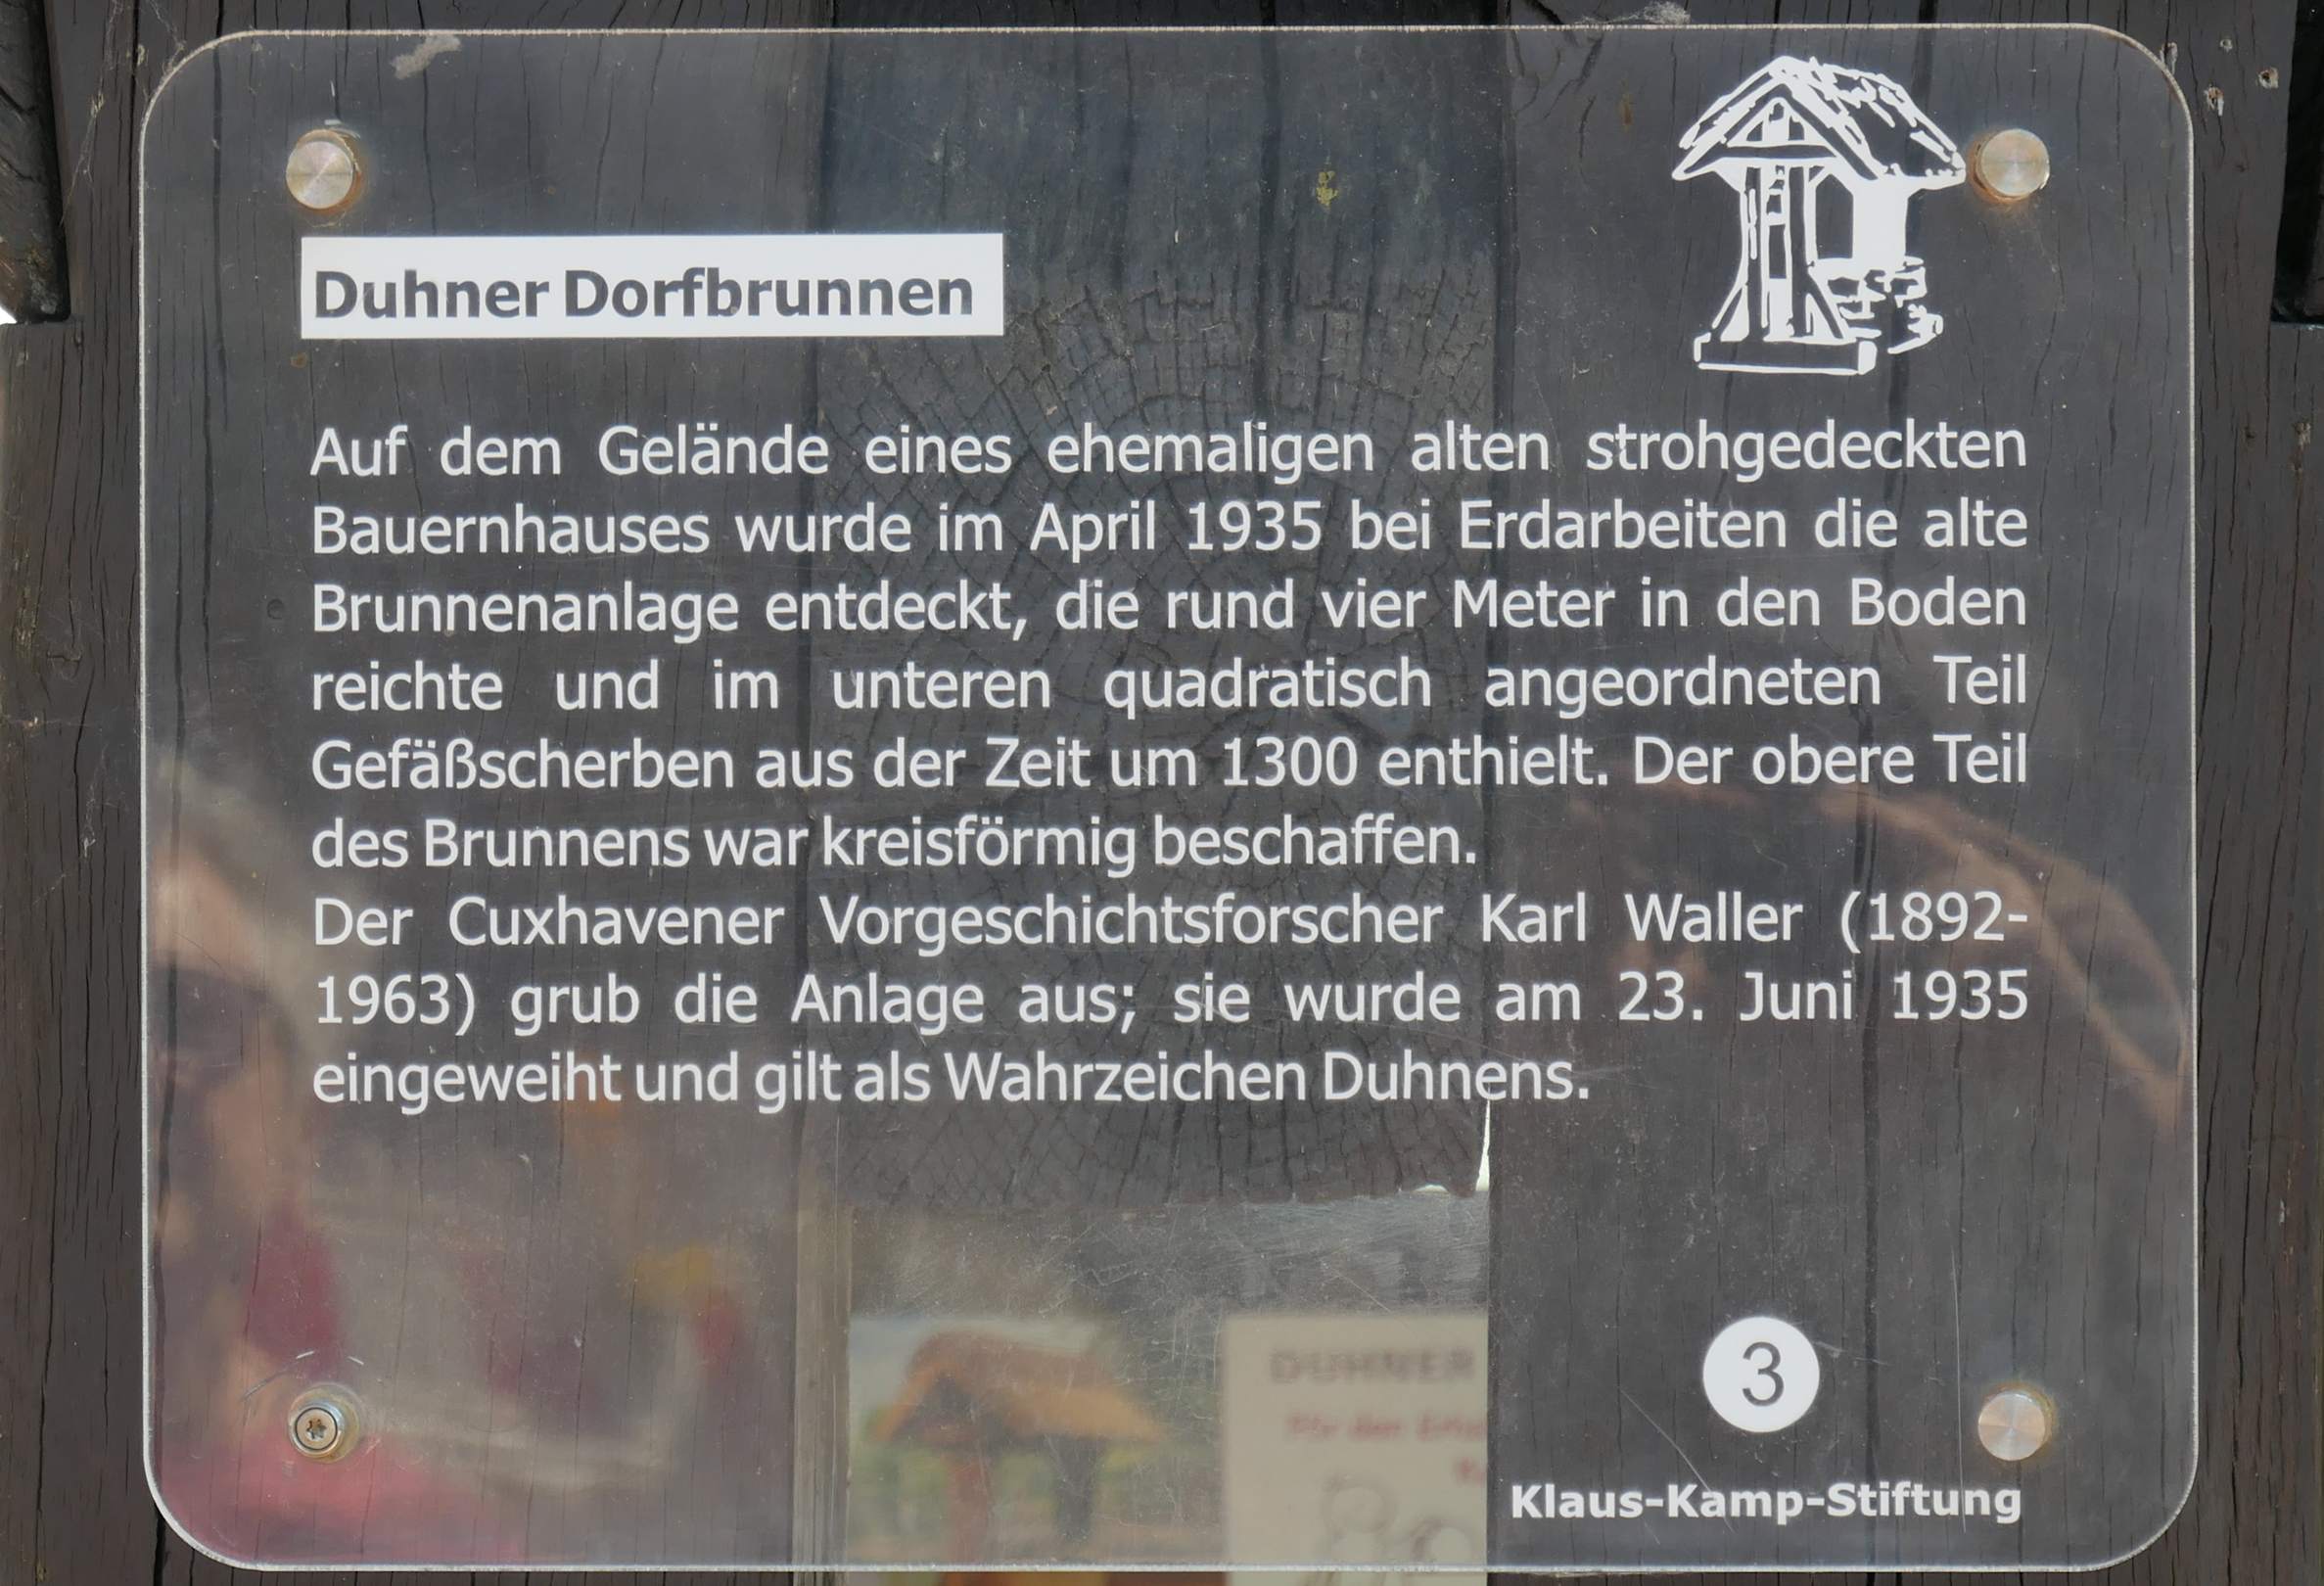 Duhner Dorfbrunnen
Auf dem Gelände eines ehemaligen alten strohgedeckten
Bauernhauses wurde im April 1935 bei Erdarbeiten die alte
Brunnenanlage entdeckt, die rund vier Meter in den Boden
reichte und im unteren quadratisch angeordneten Teil
Gefäßscherben aus der Zeit um 1300 enthielt. Der obere Teil
des Brunnens war kreisförmig beschaffen.
Der Cuxhavener Vorgeschichtsforscher Karl Waller (1892-
1963) grub die Anlage aus; sie wurde am 23. Juni 1935
eingeweiht und gilt als Wahrzeichen Duhnens.
DUHNER
Für den
3
Klaus-Kamp-Stiftung